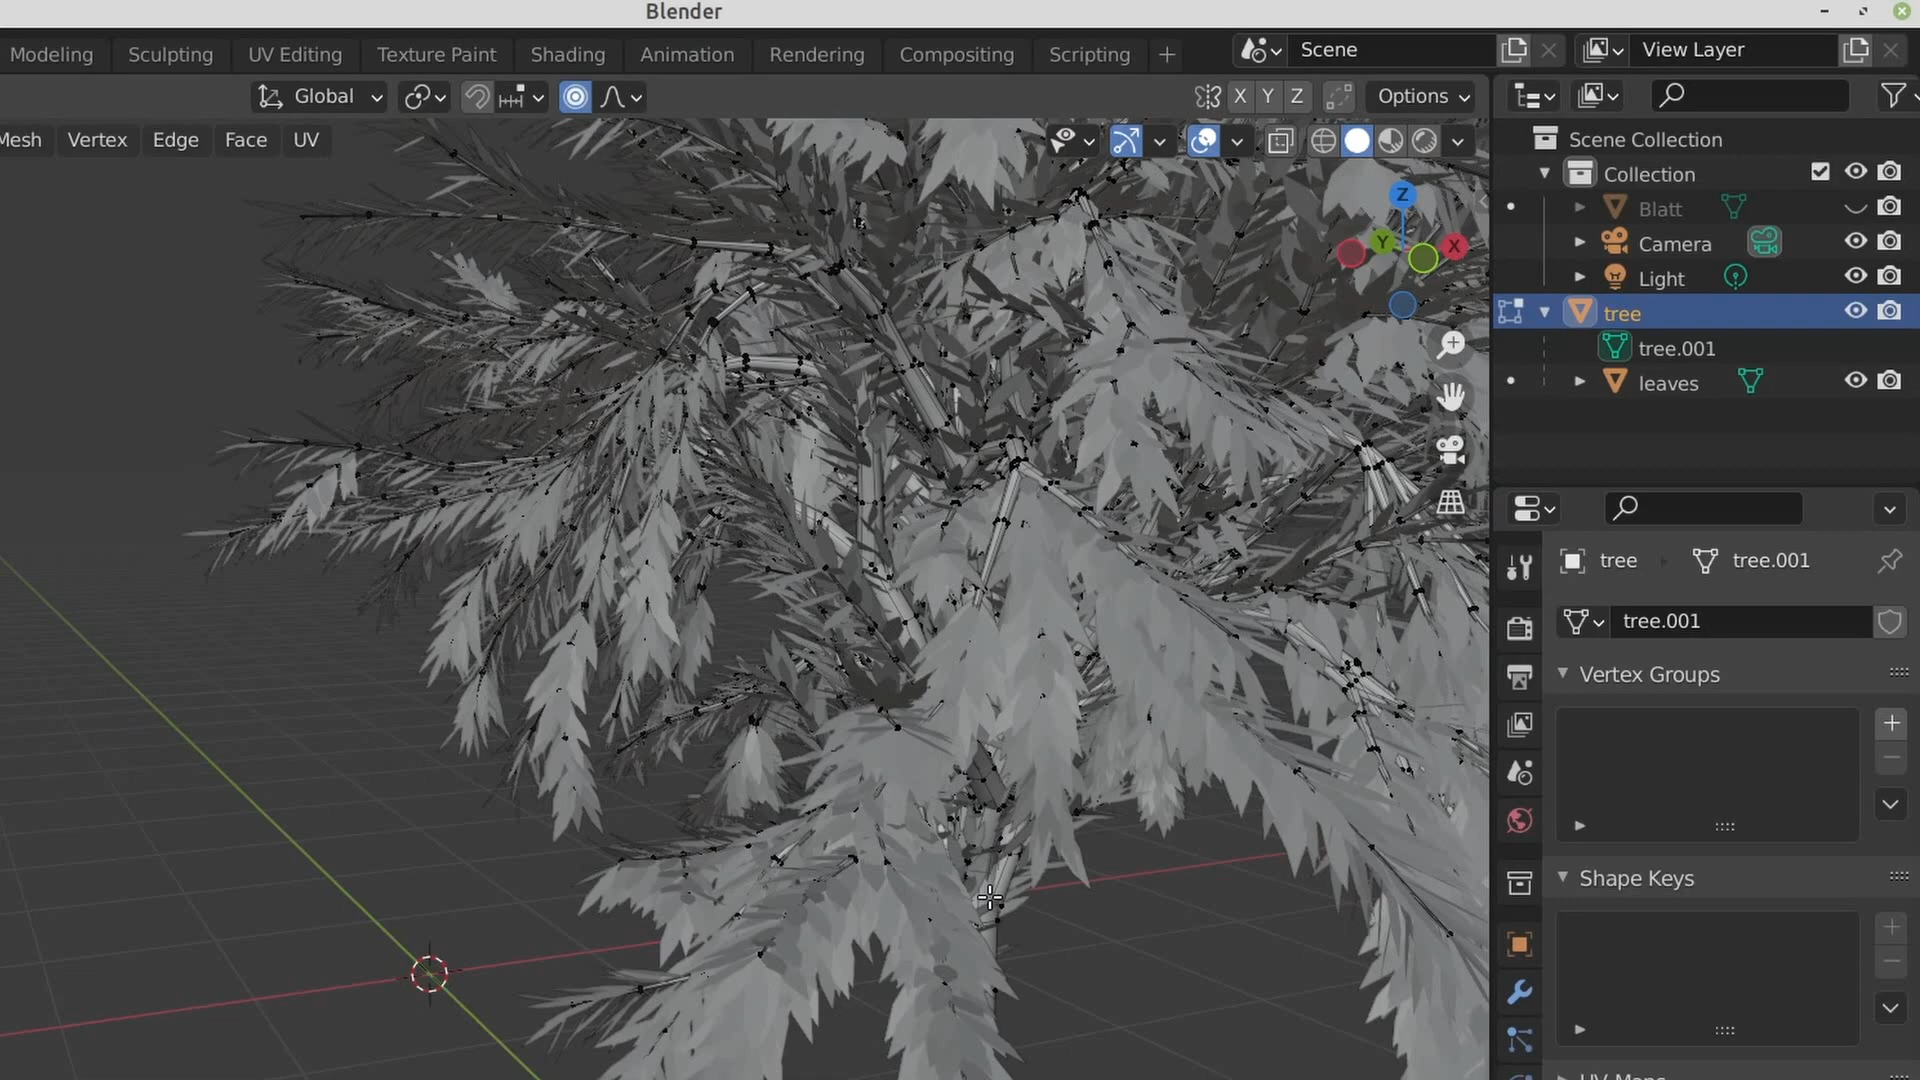 Blender
Modeling Sculpting UV Editing Texture Paint Shading Animation Rendering Compositing Scripting + Scene View Layer
Global X Y Z Options
Mesh Vertex Edge Face UV
Scene Collection
Collection
Blatt
Camera
Light
tree
tree.001
leaves
Z
Y X
tree tree.001
tree.001
Vertex Groups
Shape Keys
UV Maps